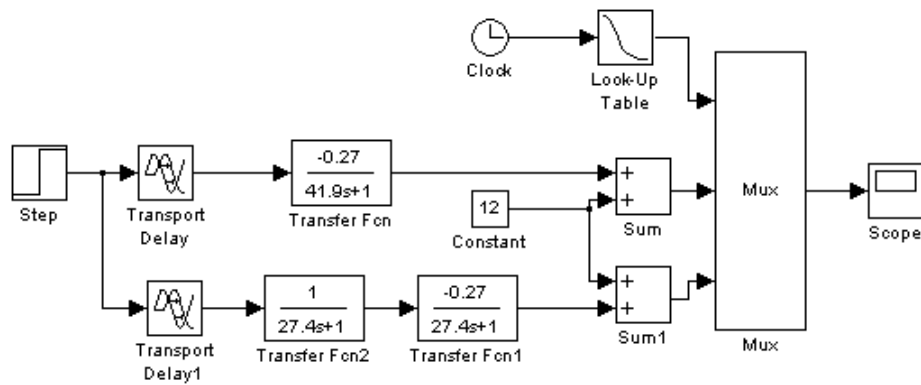 Clock
Look-Up
Table
Step
Transport
Delay
-0.27
41.9s+1
Transfer Fcn
12
Constant
+
+
Sum
Mux
Scope
Transport
Delay1
1
27.4s+1
Transfer Fcn2
-0.27
27.4s+1
Transfer Fcn1
+
+
Sum1
Mux